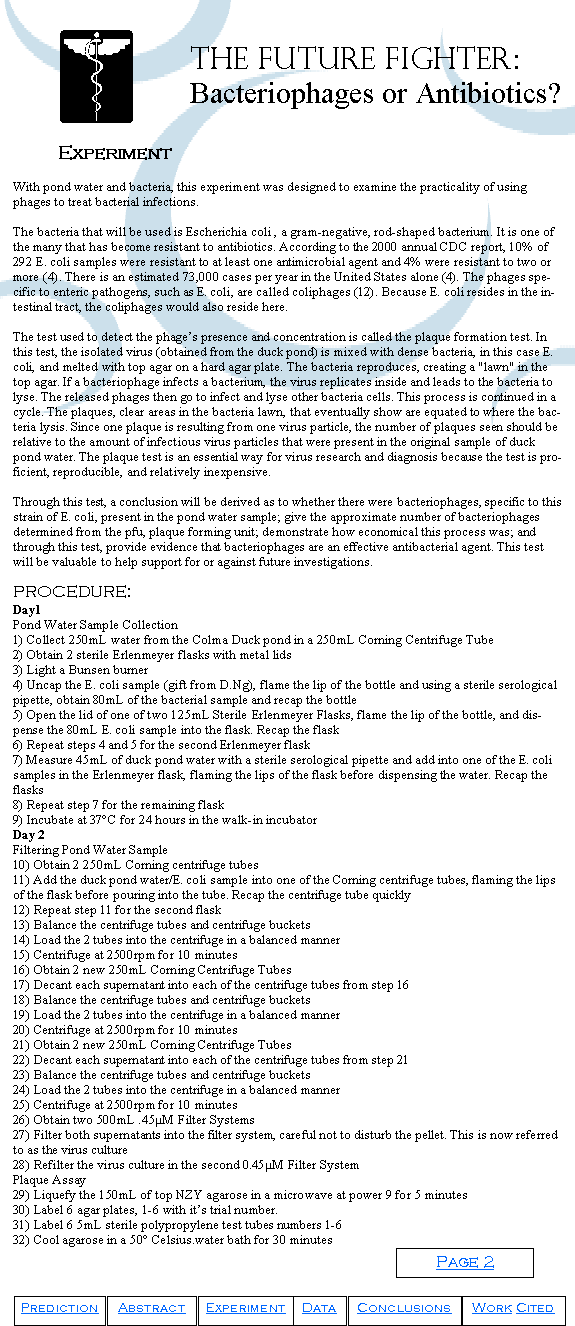 THE FUTURE FIGHTER:
Bacteriophages or Antibiotics?
EXPERIMENT
With pond water and bacteria, this experiment was designed to examine the practicality of using
phages to treat bacterial infections.
The bacteria that will be used is Escherichia coli , a gram-negative, rod-shaped bacterium. It is one of
the many that has become resistant to antibiotics. According to the 2000 annual CDC report, 10% of
292 E. coli samples were resistant to at least one antimicrobial agent and 4% were resistant to two or
more (4). There is an estimated 73,000 cases per year in the United States alone (4). The phages spe-
cific to enteric pathogens, such as E. coli, are called coliphages (12). Because E. coli resides in the in-
testinal tract, the coliphages would also reside here.
The test used to detect the phage's presence and concentration is called the plaque formation test. In
this test, the isolated virus (obtained from the duck pond) is mixed with dense bacteria, in this case E.
coli, and melted with top agar on a hard agar plate. The bacteria reproduces, creating a "lawn" in the
top agar. If a bacteriophage infects a bacterium, the virus replicates inside and leads to the bacteria to
lyse. The released phages then go to infect and lyse other bacteria cells. This process is continued in a
cycle. The plaques, clear areas in the bacteria lawn, that eventually show are equated to where the bac-
teria lysis. Since one plaque is resulting from one virus particle, the number of plaques seen should be
relative to the amount of infectious virus particles that were present in the original sample of duck
pond water. The plaque test is an essential way for virus research and diagnosis because the test is pro-
ficient, reproducible, and relatively inexpensive.
Through this test, a conclusion will be derived as to whether there were bacteriophages, specific to this
strain of E. coli, present in the pond water sample; give the approximate number of bacteriophages
determined from the pfu, plaque forming unit; demonstrate how economical this process was; and
through this test, provide evidence that bacteriophages are an effective antibacterial agent. This test
will be valuable to help support for or against future investigations.
PROCEDURE:
Day1
Pond Water Sample Collection
1) Collect 250mL water from the Colma Duck pond in a 250mL Corning Centrifuge Tube
2) Obtain 2 sterile Erlenmeyer flasks with metal lids
3) Light a Bunsen burner
4) Uncap the E. coli sample (gift from D.Ng), flame the lip of the bottle and using a sterile serological
pipette, obtain 80mL of the bacterial sample and recap the bottle
5) Open the lid of one of two 125mL Sterile Erlenmeyer Flasks, flame the lip of the bottle, and dis-
pense the 80mL E. coli sample into the flask. Recap the flask
6) Repeat steps 4 and 5 for the second Erlenmeyer flask
7) Measure 45mL of duck pond water with a sterile serological pipette and add into one of the E. coli
samples in the Erlenmeyer flask, flaming the lips of the flask before dispensing the water. Recap the
flasks
8) Repeat step 7 for the remaining flask
9) Incubate at 37°C for 24 hours in the walk-in incubator
Day 2
Filtering Pond Water Sample
10) Obtain 2 250mL Corning centrifuge tubes
11) Add the duck pond water/E. coli sample into one of the Corning centrifuge tubes, flaming the lips
of the flask before pouring into the tube. Recap the centrifuge tube quickly
12) Repeat step 11 for the second flask
13) Balance the centrifuge tubes and centrifuge buckets
14) Load the 2 tubes into the centrifuge in a balanced manner
15) Centrifuge at 2500rpm for 10 minutes
16) Obtain 2 new 250mL Corning Centrifuge Tubes
17) Decant each supernatant into each of the centrifuge tubes from step 16
18) Balance the centrifuge tubes and centrifuge buckets
19) Load the 2 tubes into the centrifuge in a balanced manner
20) Centrifuge at 2500rpm for 10 minutes
21) Obtain 2 new 250mL Corning Centrifuge Tubes
22) Decant each supernatant into each of the centrifuge tubes from step 21
23) Balance the centrifuge tubes and centrifuge buckets
24) Load the 2 tubes into the centrifuge in a balanced manner
25) Centrifuge at 2500rpm for 10 minutes
26) Obtain two 500mL .45µM Filter Systems
27) Filter both supernatants into the filter system, careful not to disturb the pellet. This is now referred
to as the virus culture
28) Refilter the virus culture in the second 0.45µM Filter System
Plaque Assay
29) Liquefy the 150mL of top NZY agarose in a microwave at power 9 for 5 minutes
30) Label 6 agar plates, 1-6 with it's trial number.
31) Label 6 5mL sterile polypropylene test tubes numbers 1-6
32) Cool agarose in a 50° Celsius.water bath for 30 minutes
PAGE 2
PREDICTION ABSTRACT EXPERIMENT DATA CONCLUSIONS WORK CITED